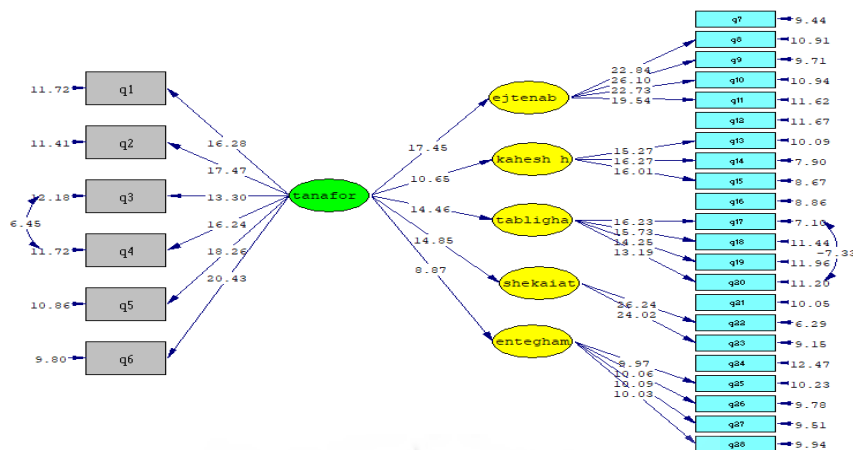 q7 9.44
q8 10.91
q9 9.71
22.84
26.10
22.73
19.54
q10 10.94
ejtenab
q11 11.62
11.72 q1
q12 11.67
q13 10.09
11.41 q2
16.28
17.45
15.27
16.27
16.01
kahesh h
q14 7.90
17.47
10.65
q15 8.67
12.18 q3
13.30
tanafor
q16 8.86
6.45
14.46
16.23
15.73
14.25
13.19
tabligha
q17 7.10
16.24
q18 11.44
11.72 q4
14.85
-7.33
18.26
q19 11.96
8.87
shekaiat
q20 11.20
20.43
26.24
24.02
q21 10.05
10.86 q5
q22 6.29
entegham
q23 9.15
9.80 q6
8.97
10.06
10.09
10.03
q24 12.47
q25 10.23
q26 9.78
q27 9.51
q28 9.94